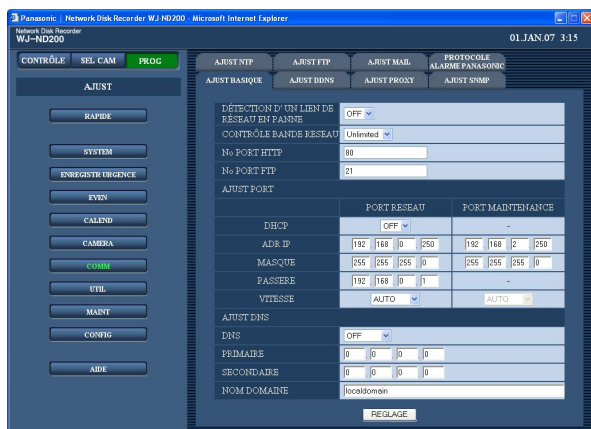 Panasonic | Network Disk Recorder WJ-ND200 - Microsoft Internet Explorer
Network Disk Recorder
WJ-ND200
01.JAN.07 3:15
CONTRÔLE SEL CAM PROG
AJUST NTP AJUST FTP AJUST MAIL PROTOCOLE ALARME PANASONIC
AJUST BASIQUE AJUST DDNS AJUST PROXY AJUST SNMP
AJUST
RAPIDE
SYSTEM
ENREGISTR URGENCE
EVEN
CALEND
CAMERA
COMM
UTIL
MAINT
CONFIG
AIDE
DÉTECTION D'UN LIEN DE RÉSEAU EN PANNE OFF
CONTRÔLE BANDE RESEAU Unlimited
No PORT HTTP 80
No PORT FTP 21
AJUST PORT
PORT RESEAU PORT MAINTENANCE
DHCP OFF -
ADR IP 192 . 168 . 0 . 250 192 . 168 . 2 . 250
MASQUE 255 . 255 . 255 . 0 255 . 255 . 255 . 0
PASSERE 192 . 168 . 0 . 1 -
VITESSE AUTO AUTO
AJUST DNS
DNS OFF
PRIMAIRE 0 . 0 . 0 . 0
SECONDAIRE 0 . 0 . 0 . 0
NOM DOMAINE localdomain
REGLAGE